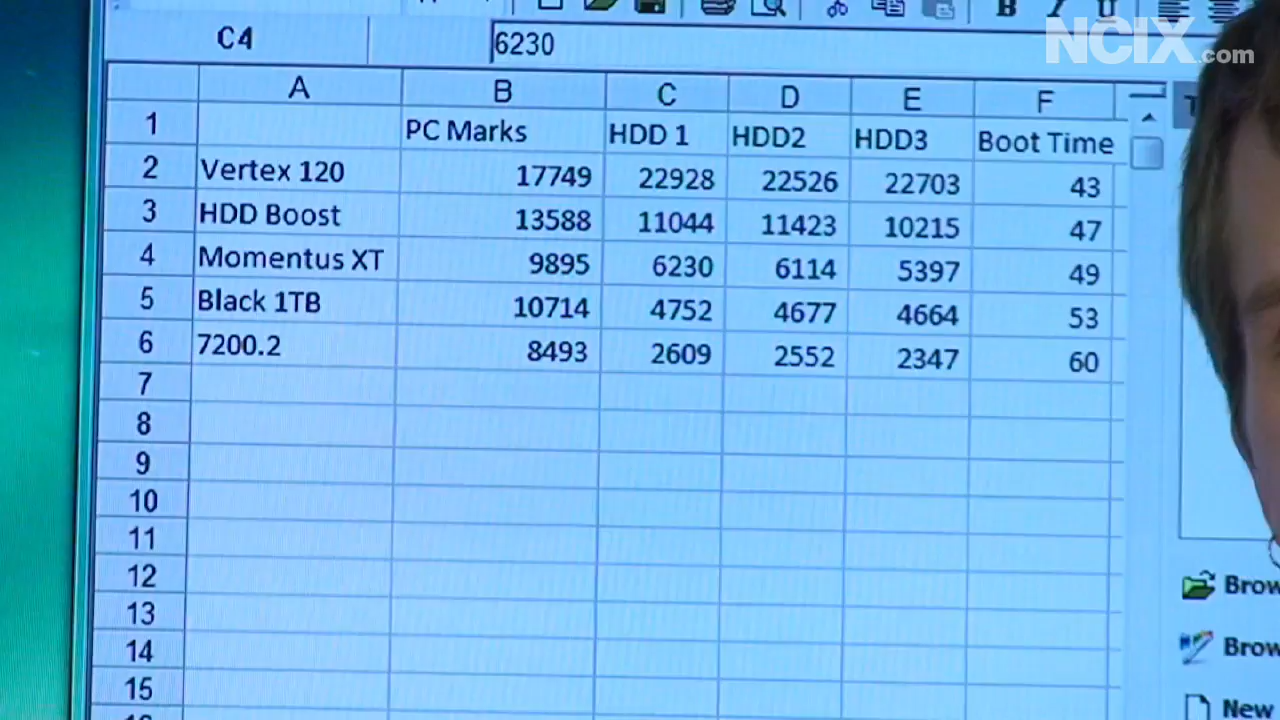 C4 6230
NCIX.com
A B C D E F
1 PC Marks HDD 1 HDD2 HDD3 Boot Time
2 Vertex 120 17749 22928 22526 22703 43
3 HDD Boost 13588 11044 11423 10215 47
4 Momentus XT 9895 6230 6114 5397 49
5 Black 1TB 10714 4752 4677 4664 53
6 7200.2 8493 2609 2552 2347 60
7
8
9
10
11
12
13
14
15
Brow
Brow
New